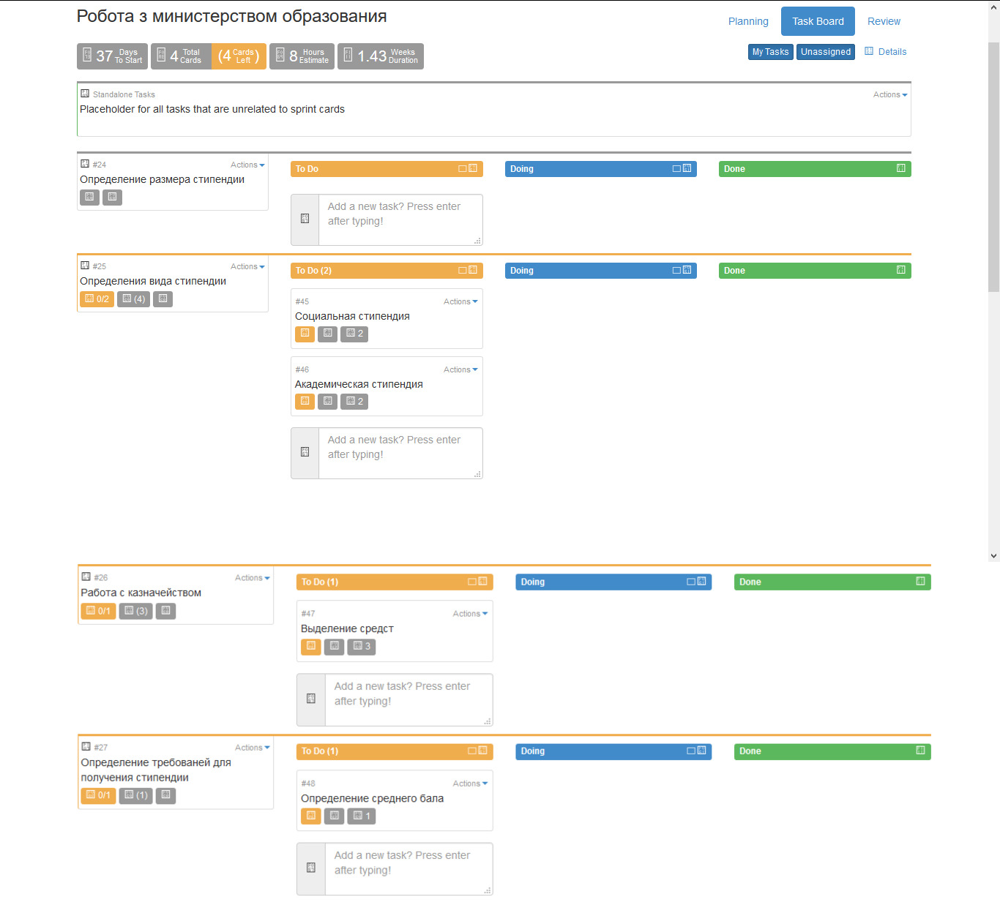 Робота з министерством образования
Planning Task Board Review
37 Days To Start 4 Total Cards (4 Cards Left ) 8 Hours Estimate 1.43 Weeks Duration
My Tasks Unassigned Details
Standalone Tasks Actions
Placeholder for all tasks that are unrelated to sprint cards
#24 Actions
Определение размера стипендии
To Do Doing Done
Add a new task? Press enter
after typing!
#25 Actions
Определения вида стипендии
0/2 (4)
To Do (2) Doing Done
#45 Actions
Социальная стипендия
2
#46 Actions
Академическая стипендия
2
Add a new task? Press enter
after typing!
#26 Actions
Работа с казначейством
0/1 (3)
To Do (1) Doing Done
#47 Actions
Выделение средст
3
Add a new task? Press enter
after typing!
#27 Actions
Определение требованей для
получения стипендии
0/1 (1)
To Do (1) Doing Done
#48 Actions
Определение среднего бала
1
Add a new task? Press enter
after typing!